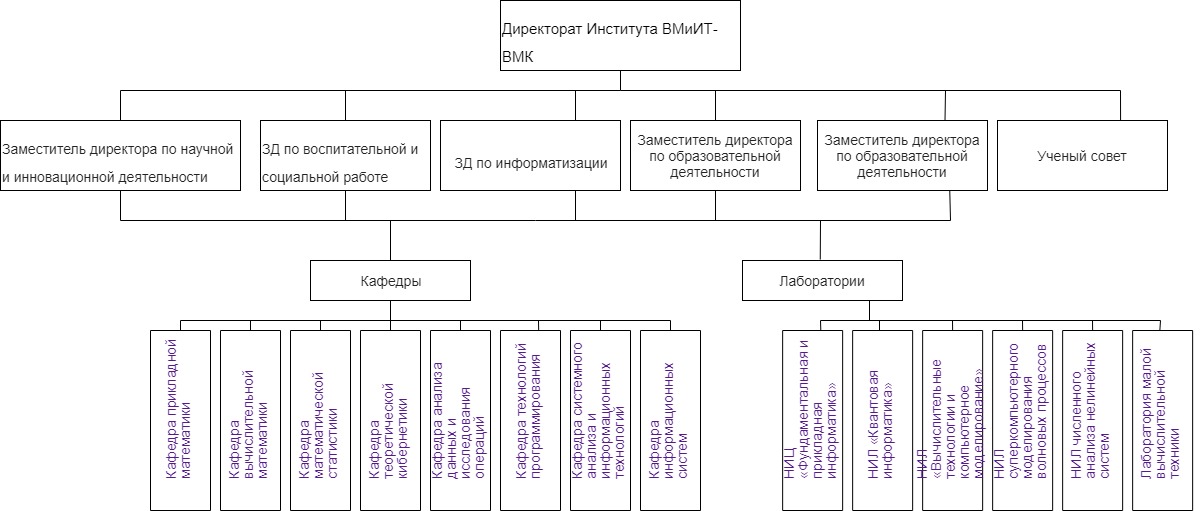 Директорат Института ВМиИТ-
ВМК
Заместитель директора по научной
и инновационной деятельности
ЗД по воспитательной и
социальной работе
ЗД по информатизации
Заместитель директора
по образовательной
деятельности
Заместитель директора
по образовательной
деятельности
Ученый совет
Кафедры
Лаборатории
Кафедра прикладной
математики
Кафедра
вычислительной
математики
Кафедра
математической
статистики
Кафедра
теоретической
кибернетики
Кафедра анализа
данных и
исследования
операций
Кафедра технологий
программирования
Кафедра системного
анализа и
информационных
технологий
Кафедра
информационных
систем
НИЦ
«Фундаментальная и
прикладная
информатика»
НИЛ «Квантовая
информатика»
НИЛ
«Вычислительные
технологии и
компьютерное
моделирование»
НИЛ
суперкомпьютерного
моделирования
волновых процессов
НИЛ численного
анализа нелинейных
систем
Лаборатория малой
вычислительной
техники